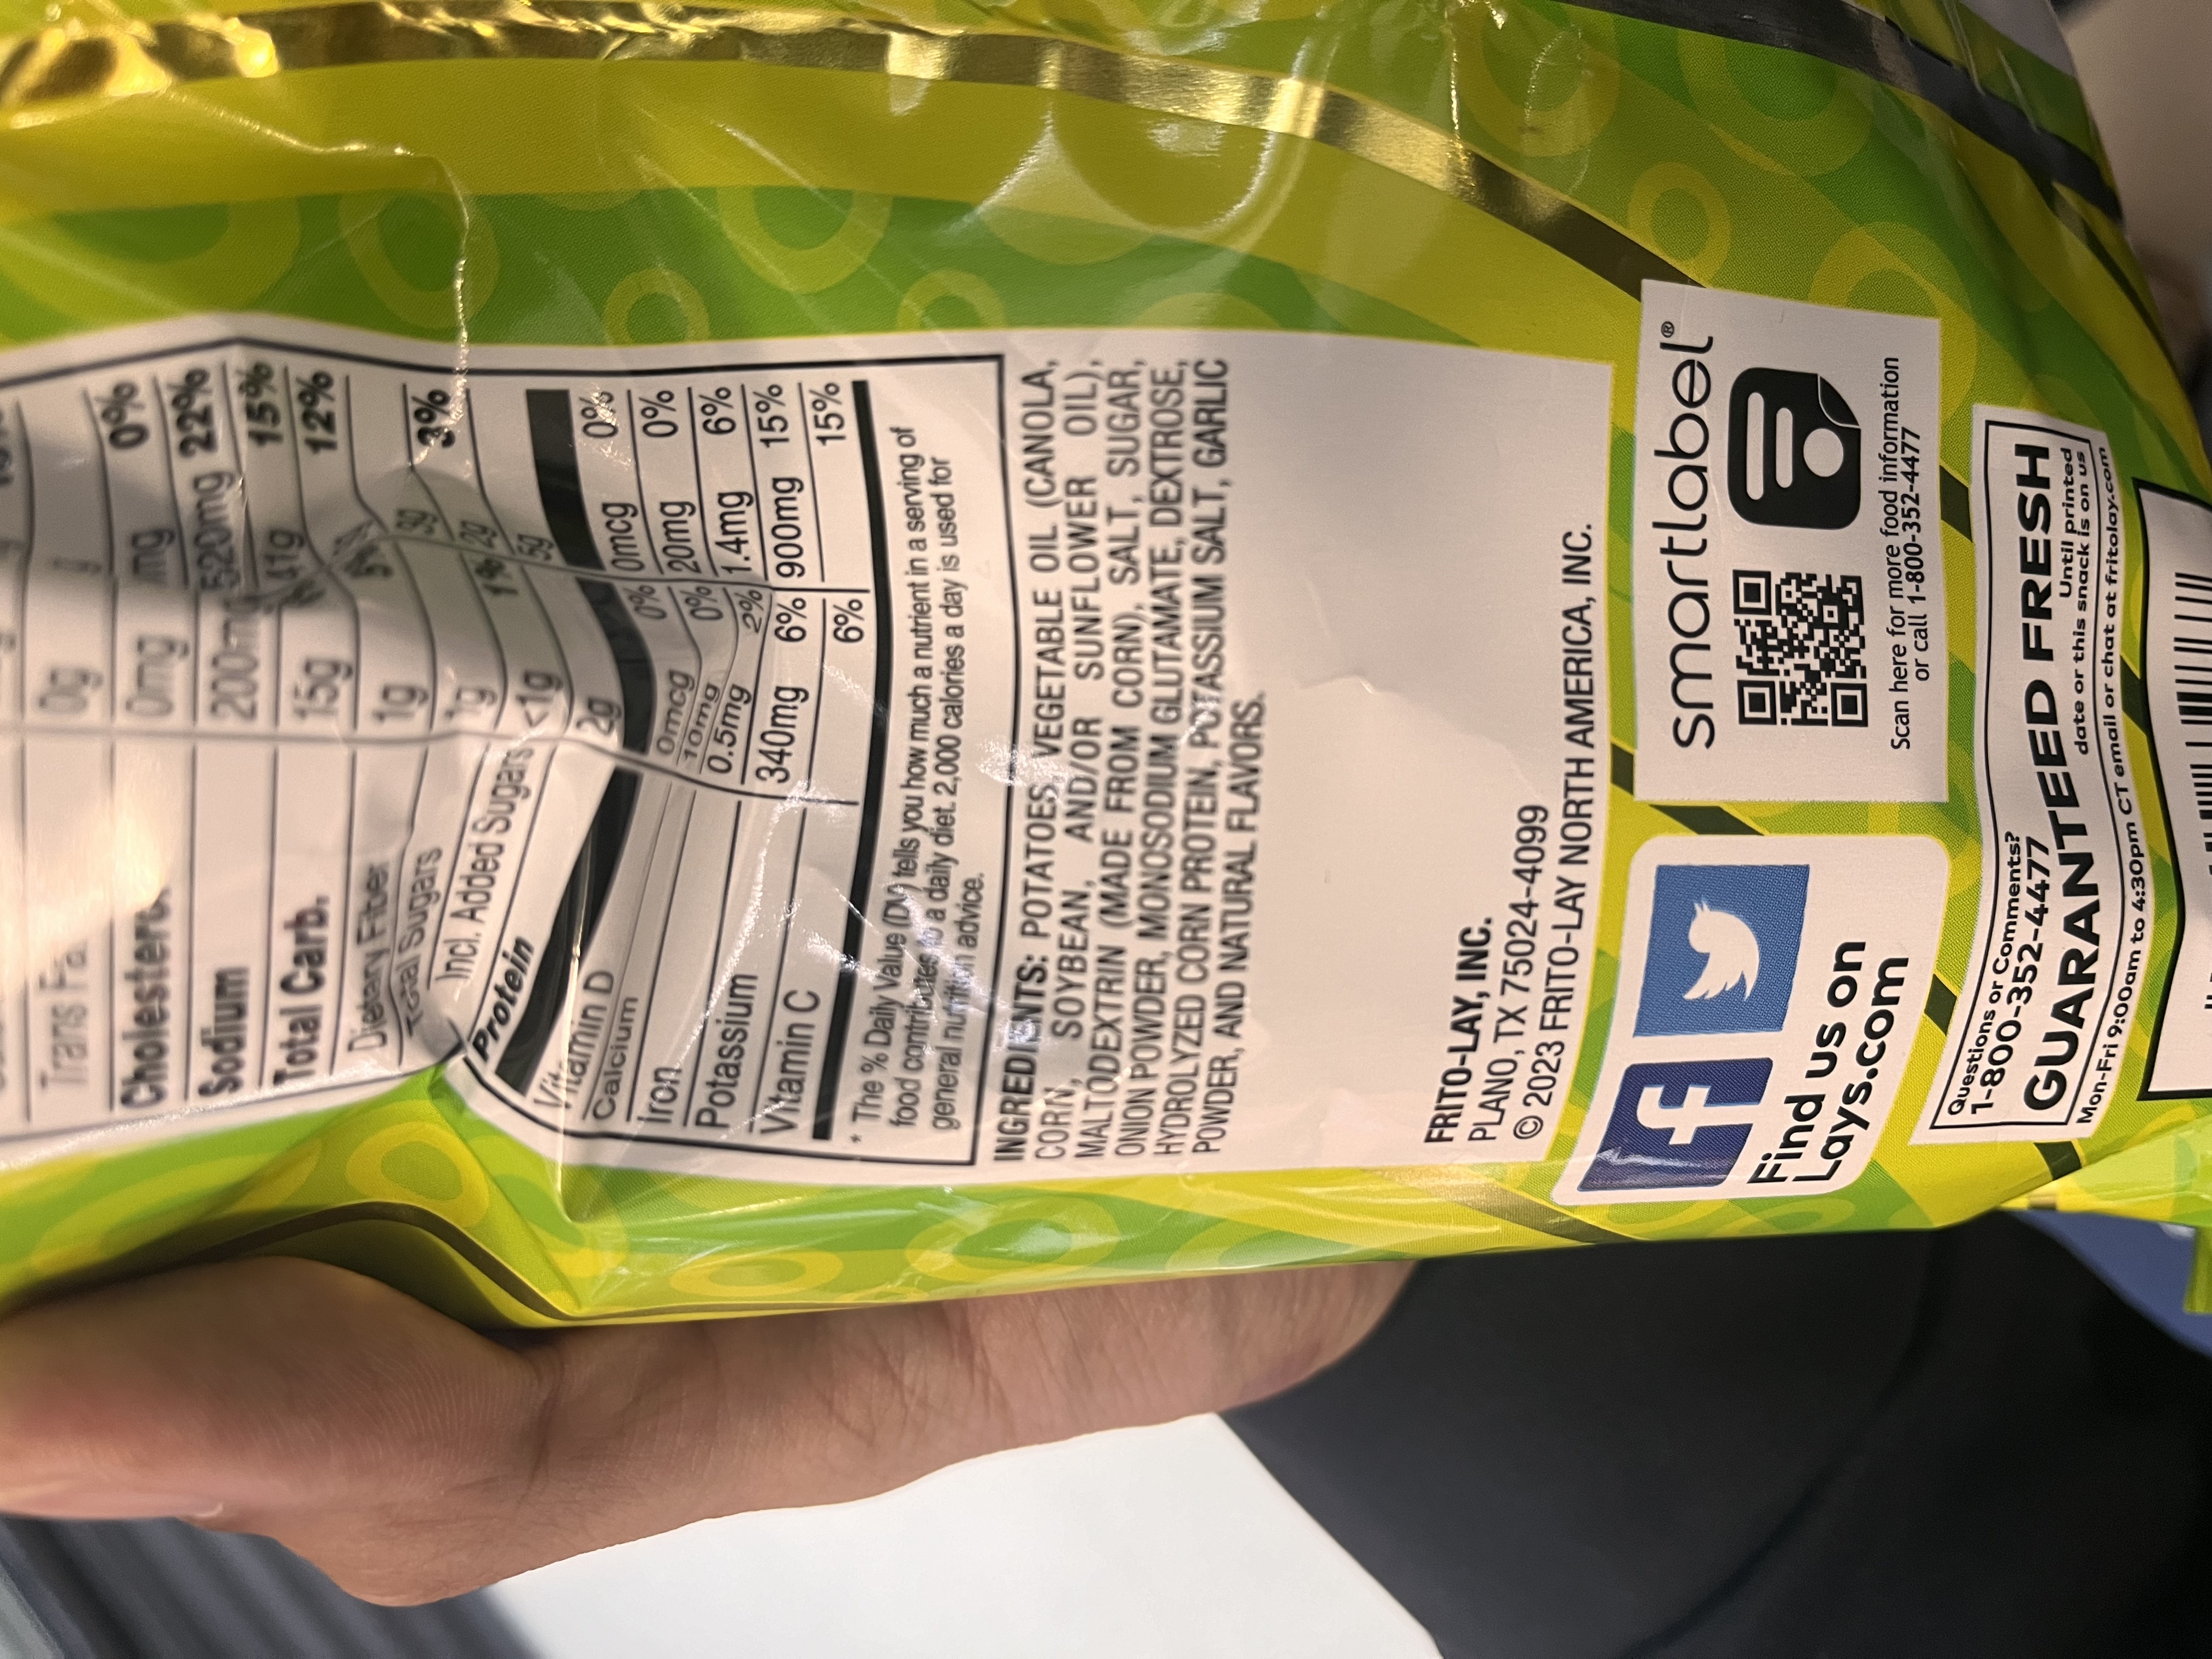 Trans Fa
0g
g
Cholestero
0mg
mg
0%
Sodium
200mg
520mg 22%
Total Carb.
15g
41g
15%
Dietary Fiber
1g
5%
3g
12%
Total Sugars
1g
2g
Incl. Added Sugars
<1g
1%
3%
Protein
2g
5g
Vitamin D
0mcg
0%
0mcg
0%
Calcium
10mg
0%
20mg
0%
Iron
0.5mg
2%
1.4mg
6%
Potassium
340mg
6%
900mg
15%
Vitamin C
6%
15%
* The % Daily Value (DV) tells you how much a nutrient in a serving of
food contributes to a daily diet. 2,000 calories a day is used for
general nutrition advice.
INGREDIENTS: POTATOES, VEGETABLE OIL (CANOLA,
CORN, SOYBEAN, AND/OR SUNFLOWER OIL),
MALTODEXTRIN (MADE FROM CORN), SALT, SUGAR,
ONION POWDER, MONOSODIUM GLUTAMATE, DEXTROSE,
HYDROLYZED CORN PROTEIN, POTASSIUM SALT, GARLIC
POWDER, AND NATURAL FLAVORS.
FRITO-LAY, INC.
PLANO, TX 75024-4099
© 2023 FRITO-LAY NORTH AMERICA, INC.
Find us on
Lays.com
smartlabel®
Scan here for more food information
or call 1-800-352-4477
Questions or Comments?
1-800-352-4477
GUARANTEED FRESH
Until printed
date or this snack is on us
Mon-Fri 9:00am to 4:30pm CT email or chat at fritolay.com